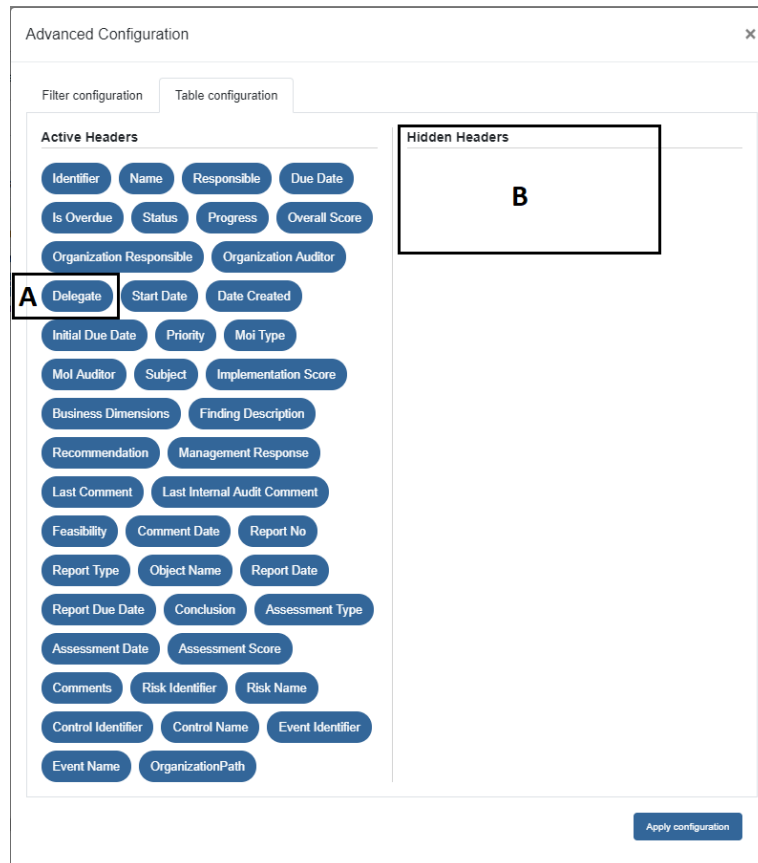 Advanced Configuration ×
Filter configuration Table configuration
Active Headers
Identifier Name Responsible Due Date
Is Overdue Status Progress Overall Score
Organization Responsible Organization Auditor
A Delegate Start Date Date Created
Initial Due Date Priority Moi Type
MoI Auditor Subject Implementation Score
Business Dimensions Finding Description
Recommendation Management Response
Last Comment Last Internal Audit Comment
Feasibility Comment Date Report No
Report Type Object Name Report Date
Report Due Date Conclusion Assessment Type
Assessment Date Assessment Score
Comments Risk Identifier Risk Name
Control Identifier Control Name Event Identifier
Event Name OrganizationPath
Hidden Headers
B
Apply configuration